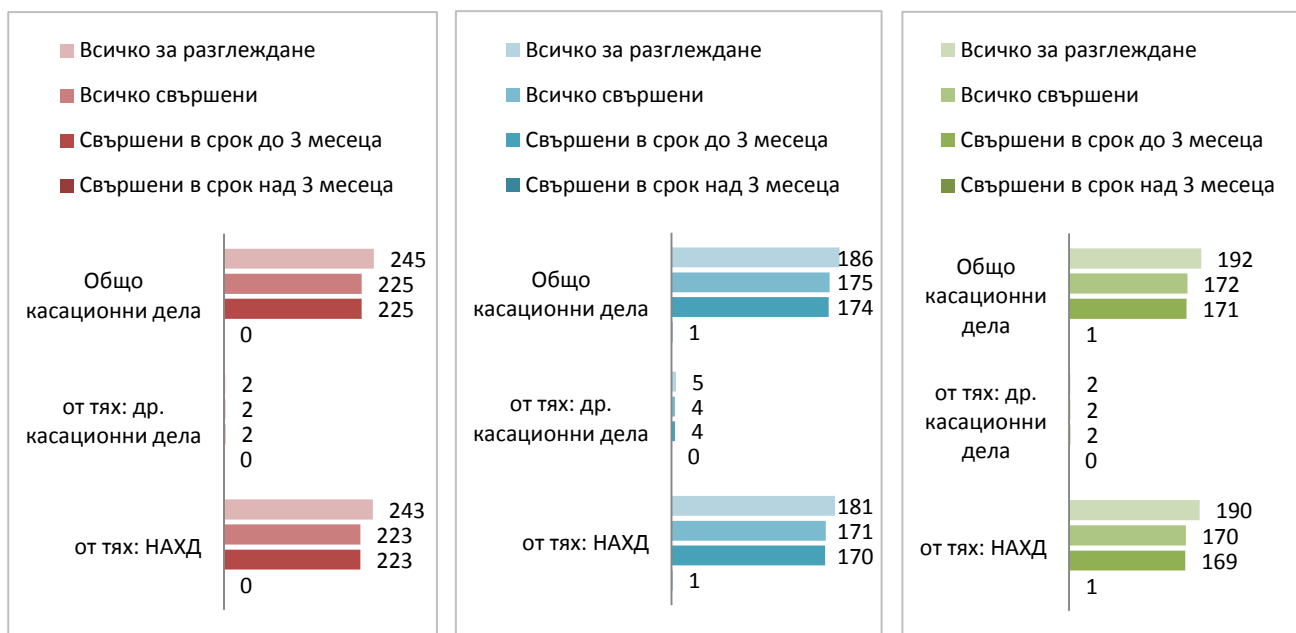 Всичко за разглеждане
Всичко свършени
Свършени в срок до 3 месеца
Свършени в срок над 3 месеца
Общо
касационни дела
245
225
225
0
от тях: др.
касационни дела
2
2
2
0
от тях: НАХД
243
223
223
0
Всичко за разглеждане
Всичко свършени
Свършени в срок до 3 месеца
Свършени в срок над 3 месеца
Общо
касационни дела
186
175
174
1
от тях: др.
касационни дела
5
4
4
0
от тях: НАХД
181
171
170
1
Всичко за разглеждане
Всичко свършени
Свършени в срок до 3 месеца
Свършени в срок над 3 месеца
Общо
касационни
дела
192
172
171
1
от тях: др.
касационни
дела
2
2
2
0
от тях: НАХД
190
170
169
1